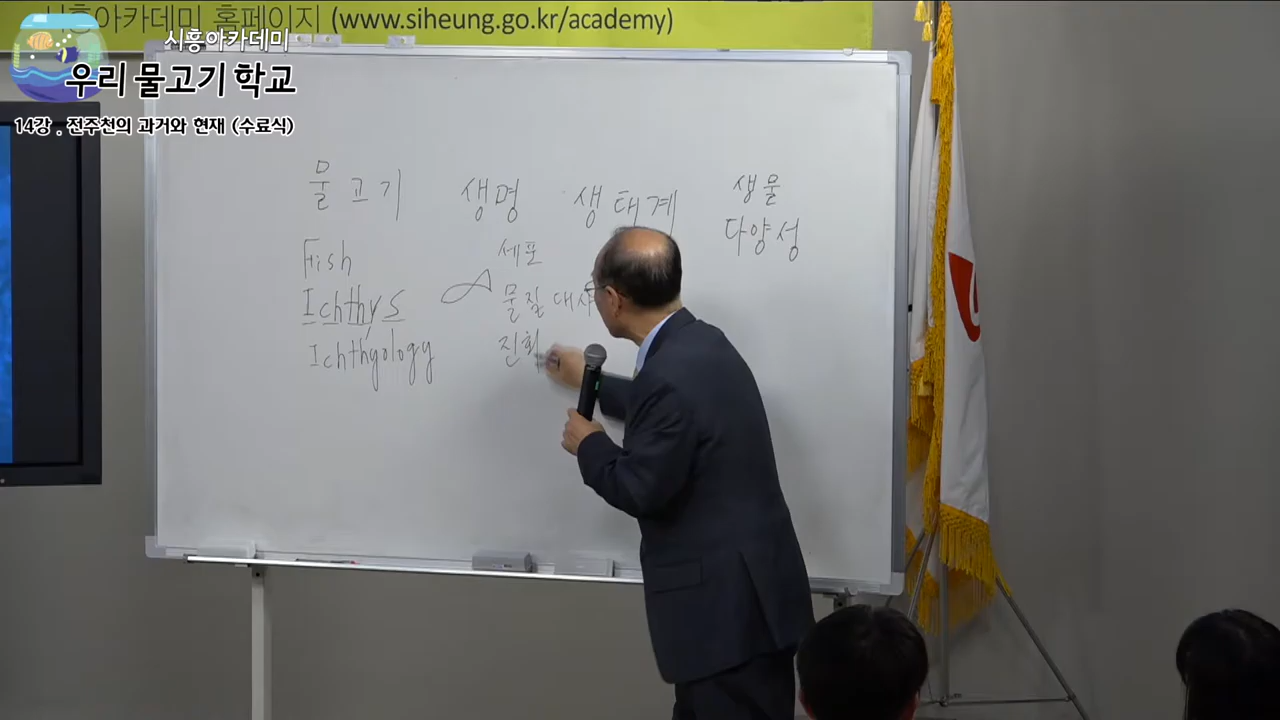 시흥아카데미 홈페이지 (www.siheung.go.kr/academy)
시흥아카데미
우리 물고기 학교
14강 . 전주천의 과거와 현재 (수료식)
물고기 생명 생태계 생물
다양성
Fish 세포
Ichthys 물질대사
Ichthyology 진화